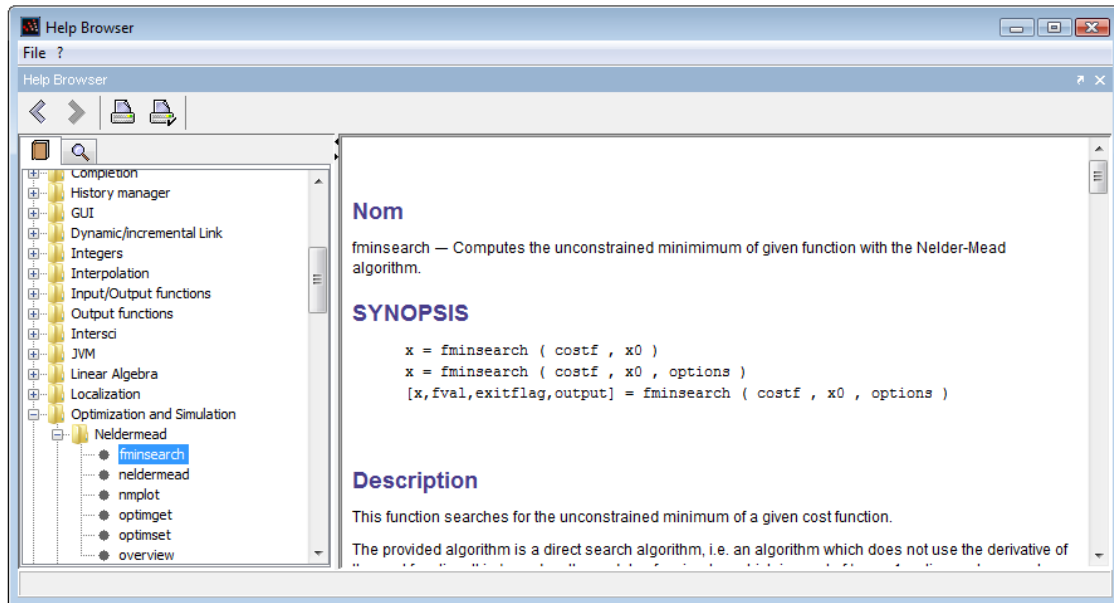 Help Browser
File ?
Help Browser
Completion
History manager
GUI
Dynamic/incremental Link
Integers
Interpolation
Input/Output functions
Output functions
Intersci
JVM
Linear Algebra
Localization
Optimization and Simulation
Neldermead
fminsearch
neldermead
nmplot
optimget
optimset
overview
Nom
fminsearch — Computes the unconstrained minimimum of given function with the Nelder-Mead
algorithm.
SYNOPSIS
x = fminsearch ( costf , x0 )
x = fminsearch ( costf , x0 , options )
[x,fval,exitflag,output] = fminsearch ( costf , x0 , options )
Description
This function searches for the unconstrained minimum of a given cost function.
The provided algorithm is a direct search algorithm, i.e. an algorithm which does not use the derivative of